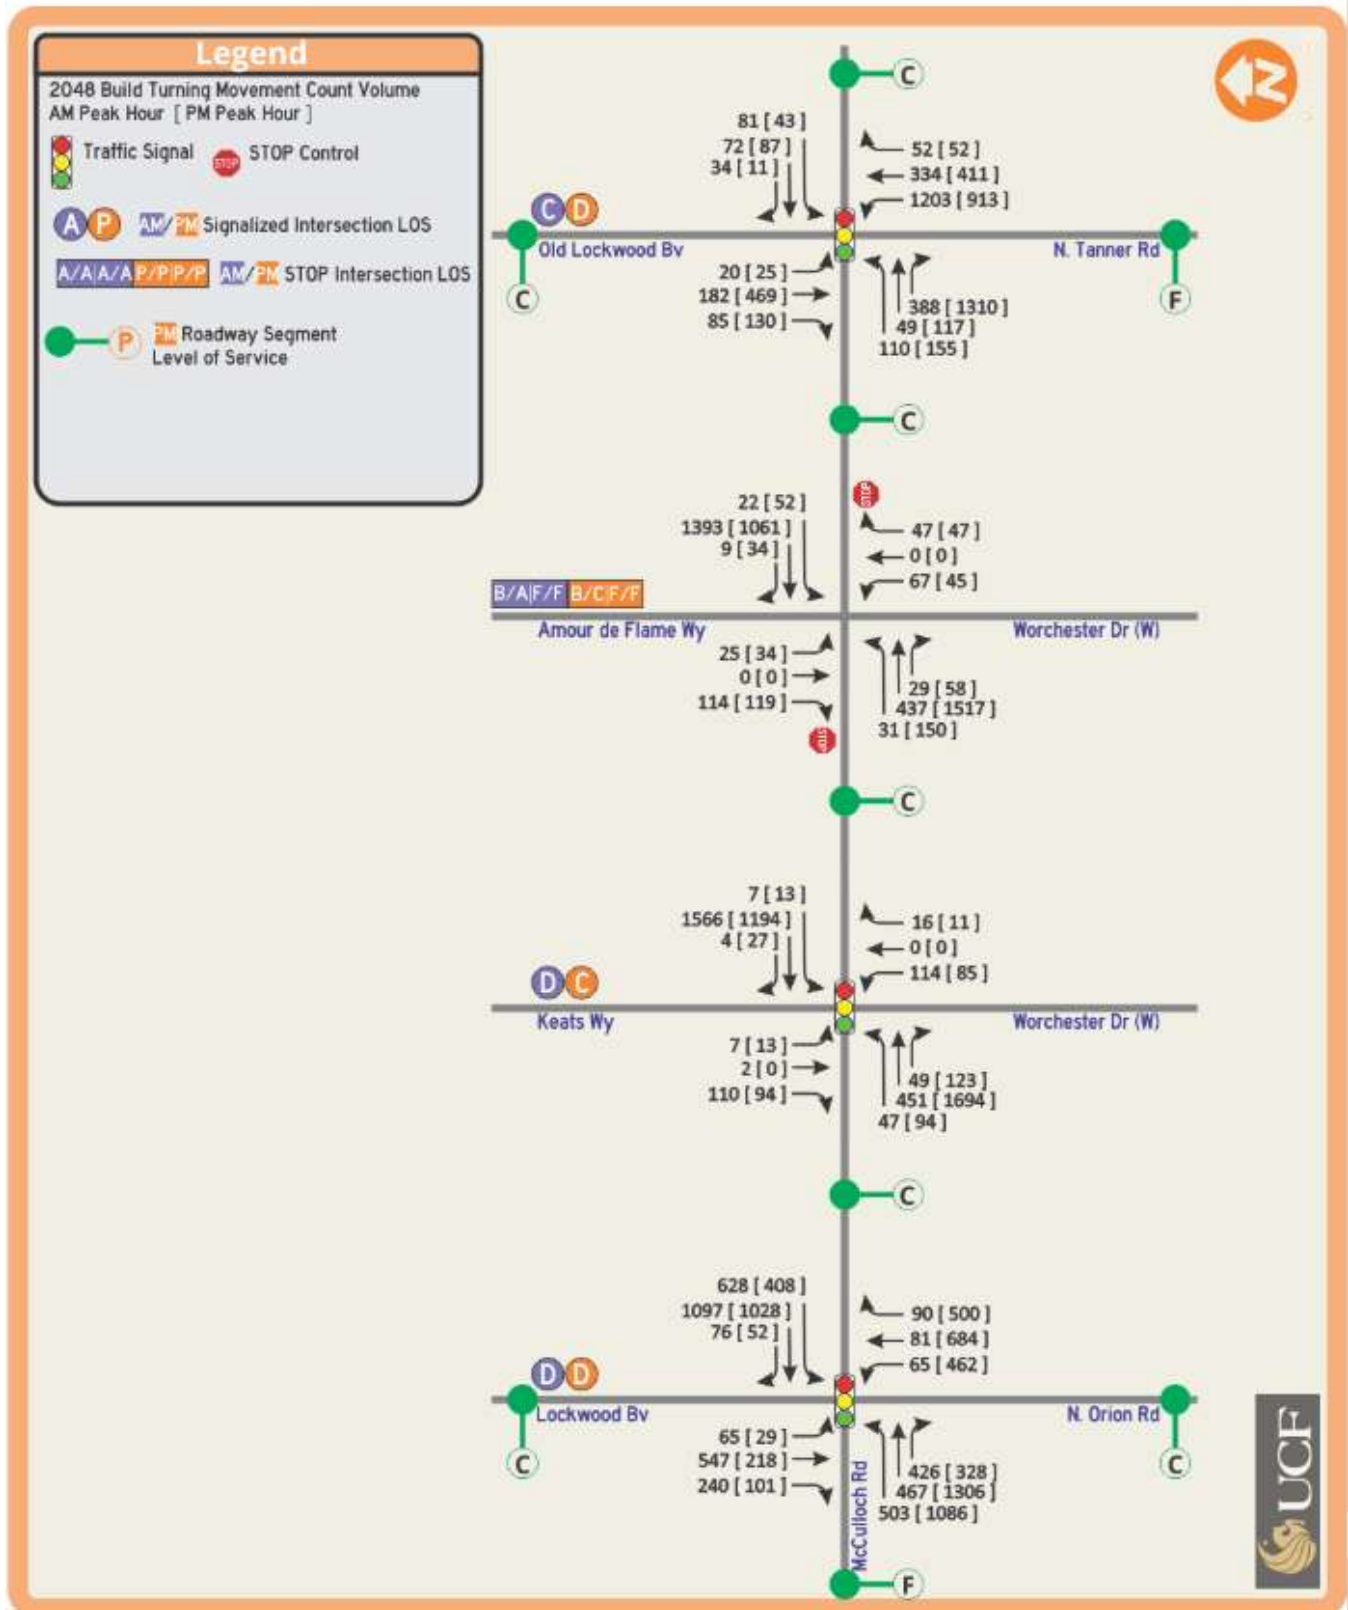 Legend
2048 Build Turning Movement Count Volume
AM Peak Hour [ PM Peak Hour ]
Traffic Signal
STOP
STOP Control
A P AM/PM Signalized Intersection LOS
A/A|A/A P/P|P/P AM/PM STOP Intersection LOS
P PM Roadway Segment
Level of Service
N
C
81 [ 43 ]
72 [ 87 ]
34 [ 11 ]
52 [ 52 ]
334 [ 411 ]
1203 [ 913 ]
C D
Old Lockwood Bv
N. Tanner Rd
C
F
20 [ 25 ]
182 [ 469 ]
85 [ 130 ]
388 [ 1310 ]
49 [ 117 ]
110 [ 155 ]
C
STOP
22 [ 52 ]
1393 [ 1061 ]
9 [ 34 ]
47 [ 47 ]
0 [ 0 ]
67 [ 45 ]
B/A|F/F B/C|F/F
Amour de Flame Wy
Worchester Dr (W)
25 [ 34 ]
0 [ 0 ]
114 [ 119 ]
29 [ 58 ]
437 [ 1517 ]
31 [ 150 ]
STOP
C
7 [ 13 ]
1566 [ 1194 ]
4 [ 27 ]
16 [ 11 ]
0 [ 0 ]
114 [ 85 ]
D C
Keats Wy
Worchester Dr (W)
7 [ 13 ]
2 [ 0 ]
110 [ 94 ]
49 [ 123 ]
451 [ 1694 ]
47 [ 94 ]
C
628 [ 408 ]
1097 [ 1028 ]
76 [ 52 ]
90 [ 500 ]
81 [ 684 ]
65 [ 462 ]
D D
Lockwood Bv
N. Orion Rd
C
C
65 [ 29 ]
547 [ 218 ]
240 [ 101 ]
426 [ 328 ]
467 [ 1306 ]
503 [ 1086 ]
McCulloch Rd
F
UCF